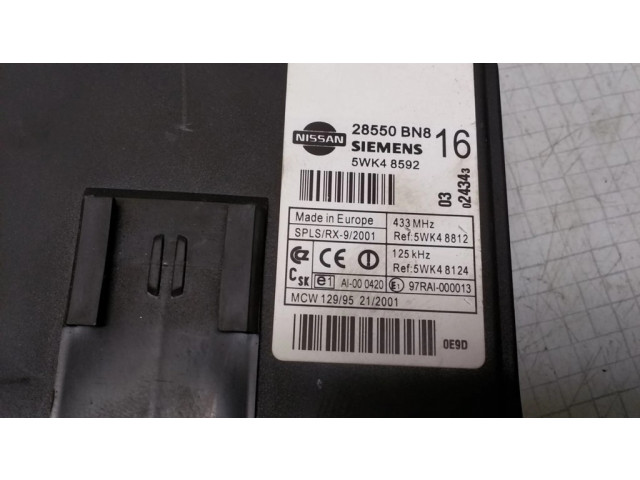 NISSAN
28550 BN8
SIEMENS
5WK4 8592
16
03
024343
Made in Europe
SPLS/RX-9/2001
433 MHz
Ref:5WK4 8812
125 kHz
Ref:5WK4 8124
CE
CSK
e1
AI-00 0420
E1
97RAI-000013
MCW 129/95 21/2001
0E9D